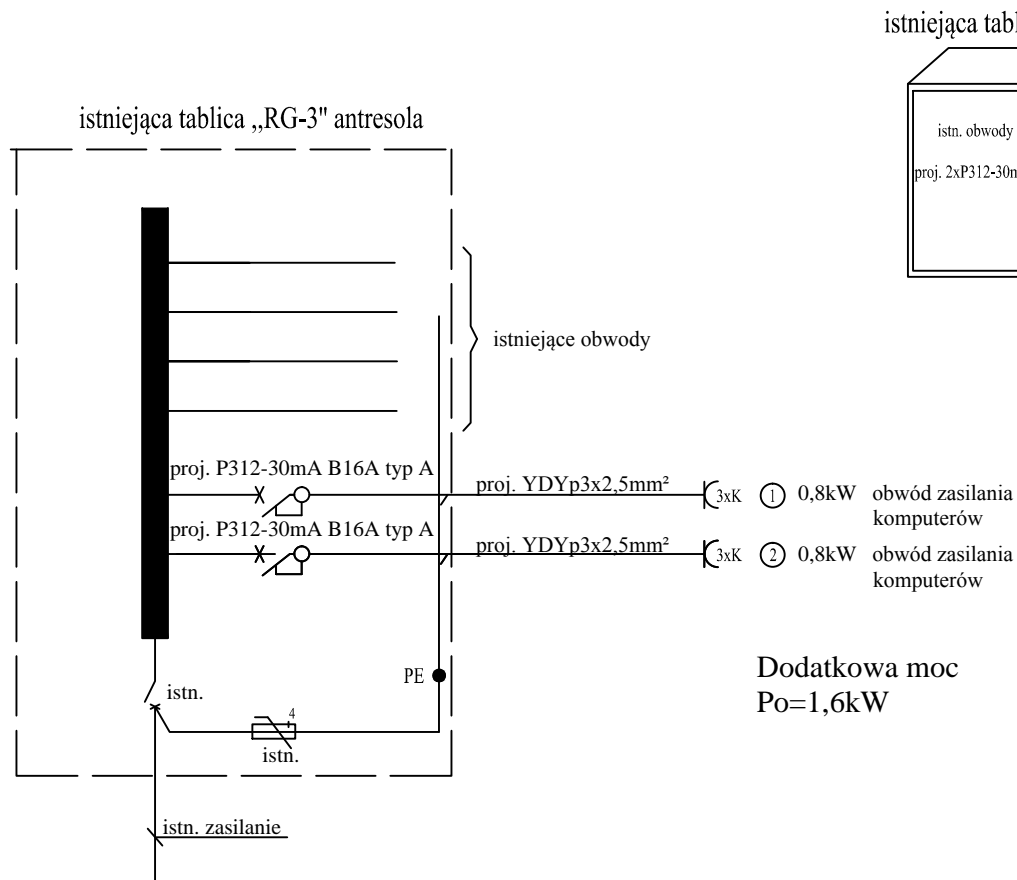 istniejąca tabl
istn. obwody
proj. 2xP312-30m
istniejąca tablica ,,RG-3" antresola
istniejące obwody
proj. P312-30mA B16A typ A
proj. YDYp3x2,5mm²
3xK
1
0,8kW
obwód zasilania
komputerów
proj. P312-30mA B16A typ A
proj. YDYp3x2,5mm²
3xK
2
0,8kW
obwód zasilania
komputerów
PE
Dodatkowa moc
Po=1,6kW
istn.
4
istn.
istn. zasilanie